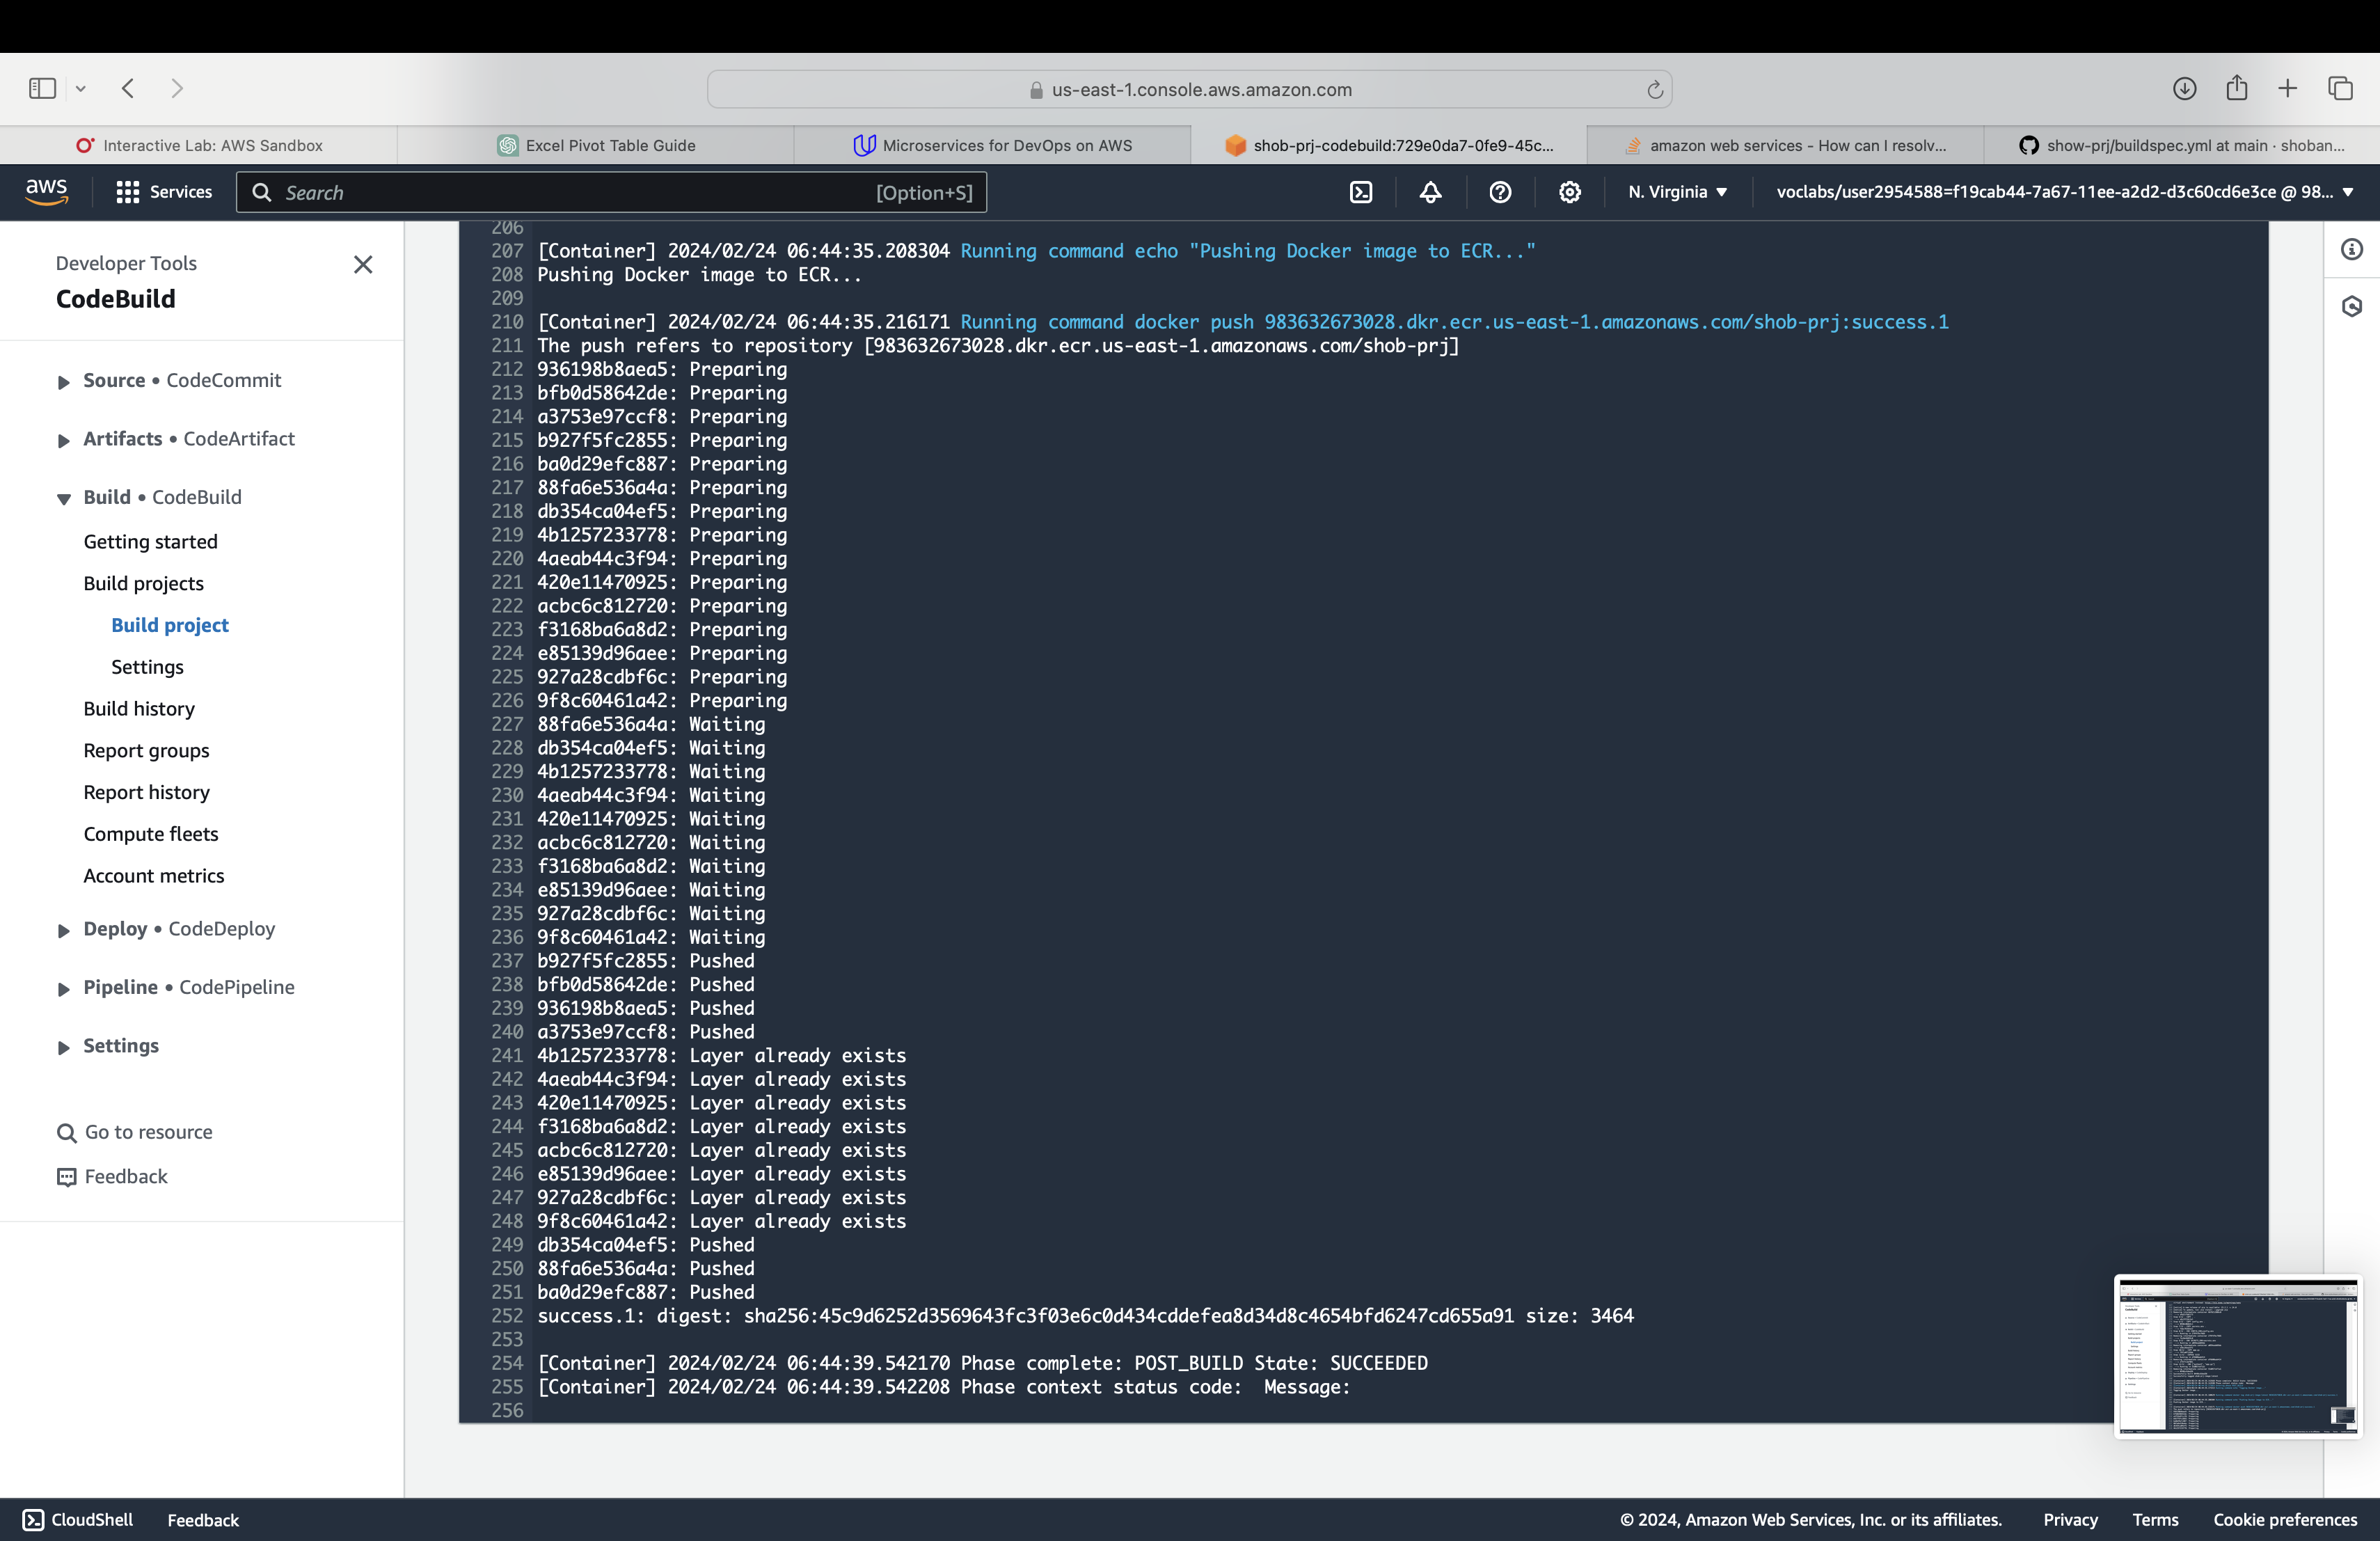 us-east-1.console.aws.amazon.com
Interactive Lab: AWS Sandbox
Excel Pivot Table Guide
Microservices for DevOps on AWS
shob-prj-codebuild:729e0da7-0fe9-45c...
amazon web services - How can I resolv...
show-prj/buildspec.yml at main · shoban...
aws
Services
Search
[Option+S]
N. Virginia
voclabs/user2954588=f19cab44-7a67-11ee-a2d2-d3c60cd6e3ce @ 98...
Developer Tools
CodeBuild
Source • CodeCommit
Artifacts • CodeArtifact
Build • CodeBuild
Getting started
Build projects
Build project
Settings
Build history
Report groups
Report history
Compute fleets
Account metrics
Deploy • CodeDeploy
Pipeline • CodePipeline
Settings
Go to resource
Feedback
206
207 [Container] 2024/02/24 06:44:35.208304 Running command echo "Pushing Docker image to ECR..."
208 Pushing Docker image to ECR...
209
210 [Container] 2024/02/24 06:44:35.216171 Running command docker push 983632673028.dkr.ecr.us-east-1.amazonaws.com/shob-prj:success.1
211 The push refers to repository [983632673028.dkr.ecr.us-east-1.amazonaws.com/shob-prj]
212 936198b8aea5: Preparing
213 bfb0d58642de: Preparing
214 a3753e97ccf8: Preparing
215 b927f5fc2855: Preparing
216 ba0d29efc887: Preparing
217 88fa6e536a4a: Preparing
218 db354ca04ef5: Preparing
219 4b1257233778: Preparing
220 4aeab44c3f94: Preparing
221 420e11470925: Preparing
222 acbc6c812720: Preparing
223 f3168ba6a8d2: Preparing
224 e85139d96aee: Preparing
225 927a28cdbf6c: Preparing
226 9f8c60461a42: Preparing
227 88fa6e536a4a: Waiting
228 db354ca04ef5: Waiting
229 4b1257233778: Waiting
230 4aeab44c3f94: Waiting
231 420e11470925: Waiting
232 acbc6c812720: Waiting
233 f3168ba6a8d2: Waiting
234 e85139d96aee: Waiting
235 927a28cdbf6c: Waiting
236 9f8c60461a42: Waiting
237 b927f5fc2855: Pushed
238 bfb0d58642de: Pushed
239 936198b8aea5: Pushed
240 a3753e97ccf8: Pushed
241 4b1257233778: Layer already exists
242 4aeab44c3f94: Layer already exists
243 420e11470925: Layer already exists
244 f3168ba6a8d2: Layer already exists
245 acbc6c812720: Layer already exists
246 e85139d96aee: Layer already exists
247 927a28cdbf6c: Layer already exists
248 9f8c60461a42: Layer already exists
249 db354ca04ef5: Pushed
250 88fa6e536a4a: Pushed
251 ba0d29efc887: Pushed
252 success.1: digest: sha256:45c9d6252d3569643fc3f03e6c0d434cddefea8d34d8c4654bfd6247cd655a91 size: 3464
253
254 [Container] 2024/02/24 06:44:39.542170 Phase complete: POST_BUILD State: SUCCEEDED
255 [Container] 2024/02/24 06:44:39.542208 Phase context status code:  Message:
256
CloudShell
Feedback
© 2024, Amazon Web Services, Inc. or its affiliates.
Privacy
Terms
Cookie preferences